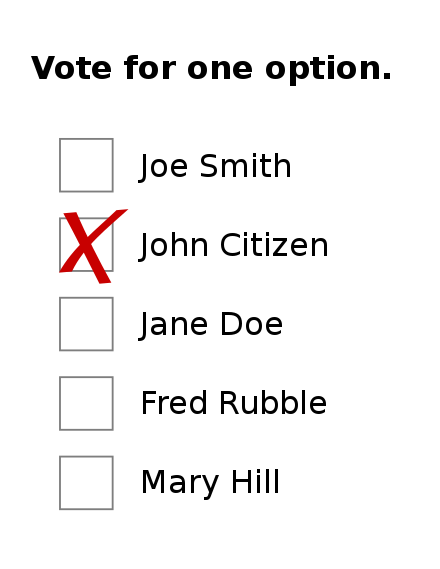 Vote for one option.
Joe Smith
John Citizen
Jane Doe
Fred Rubble
Mary Hill